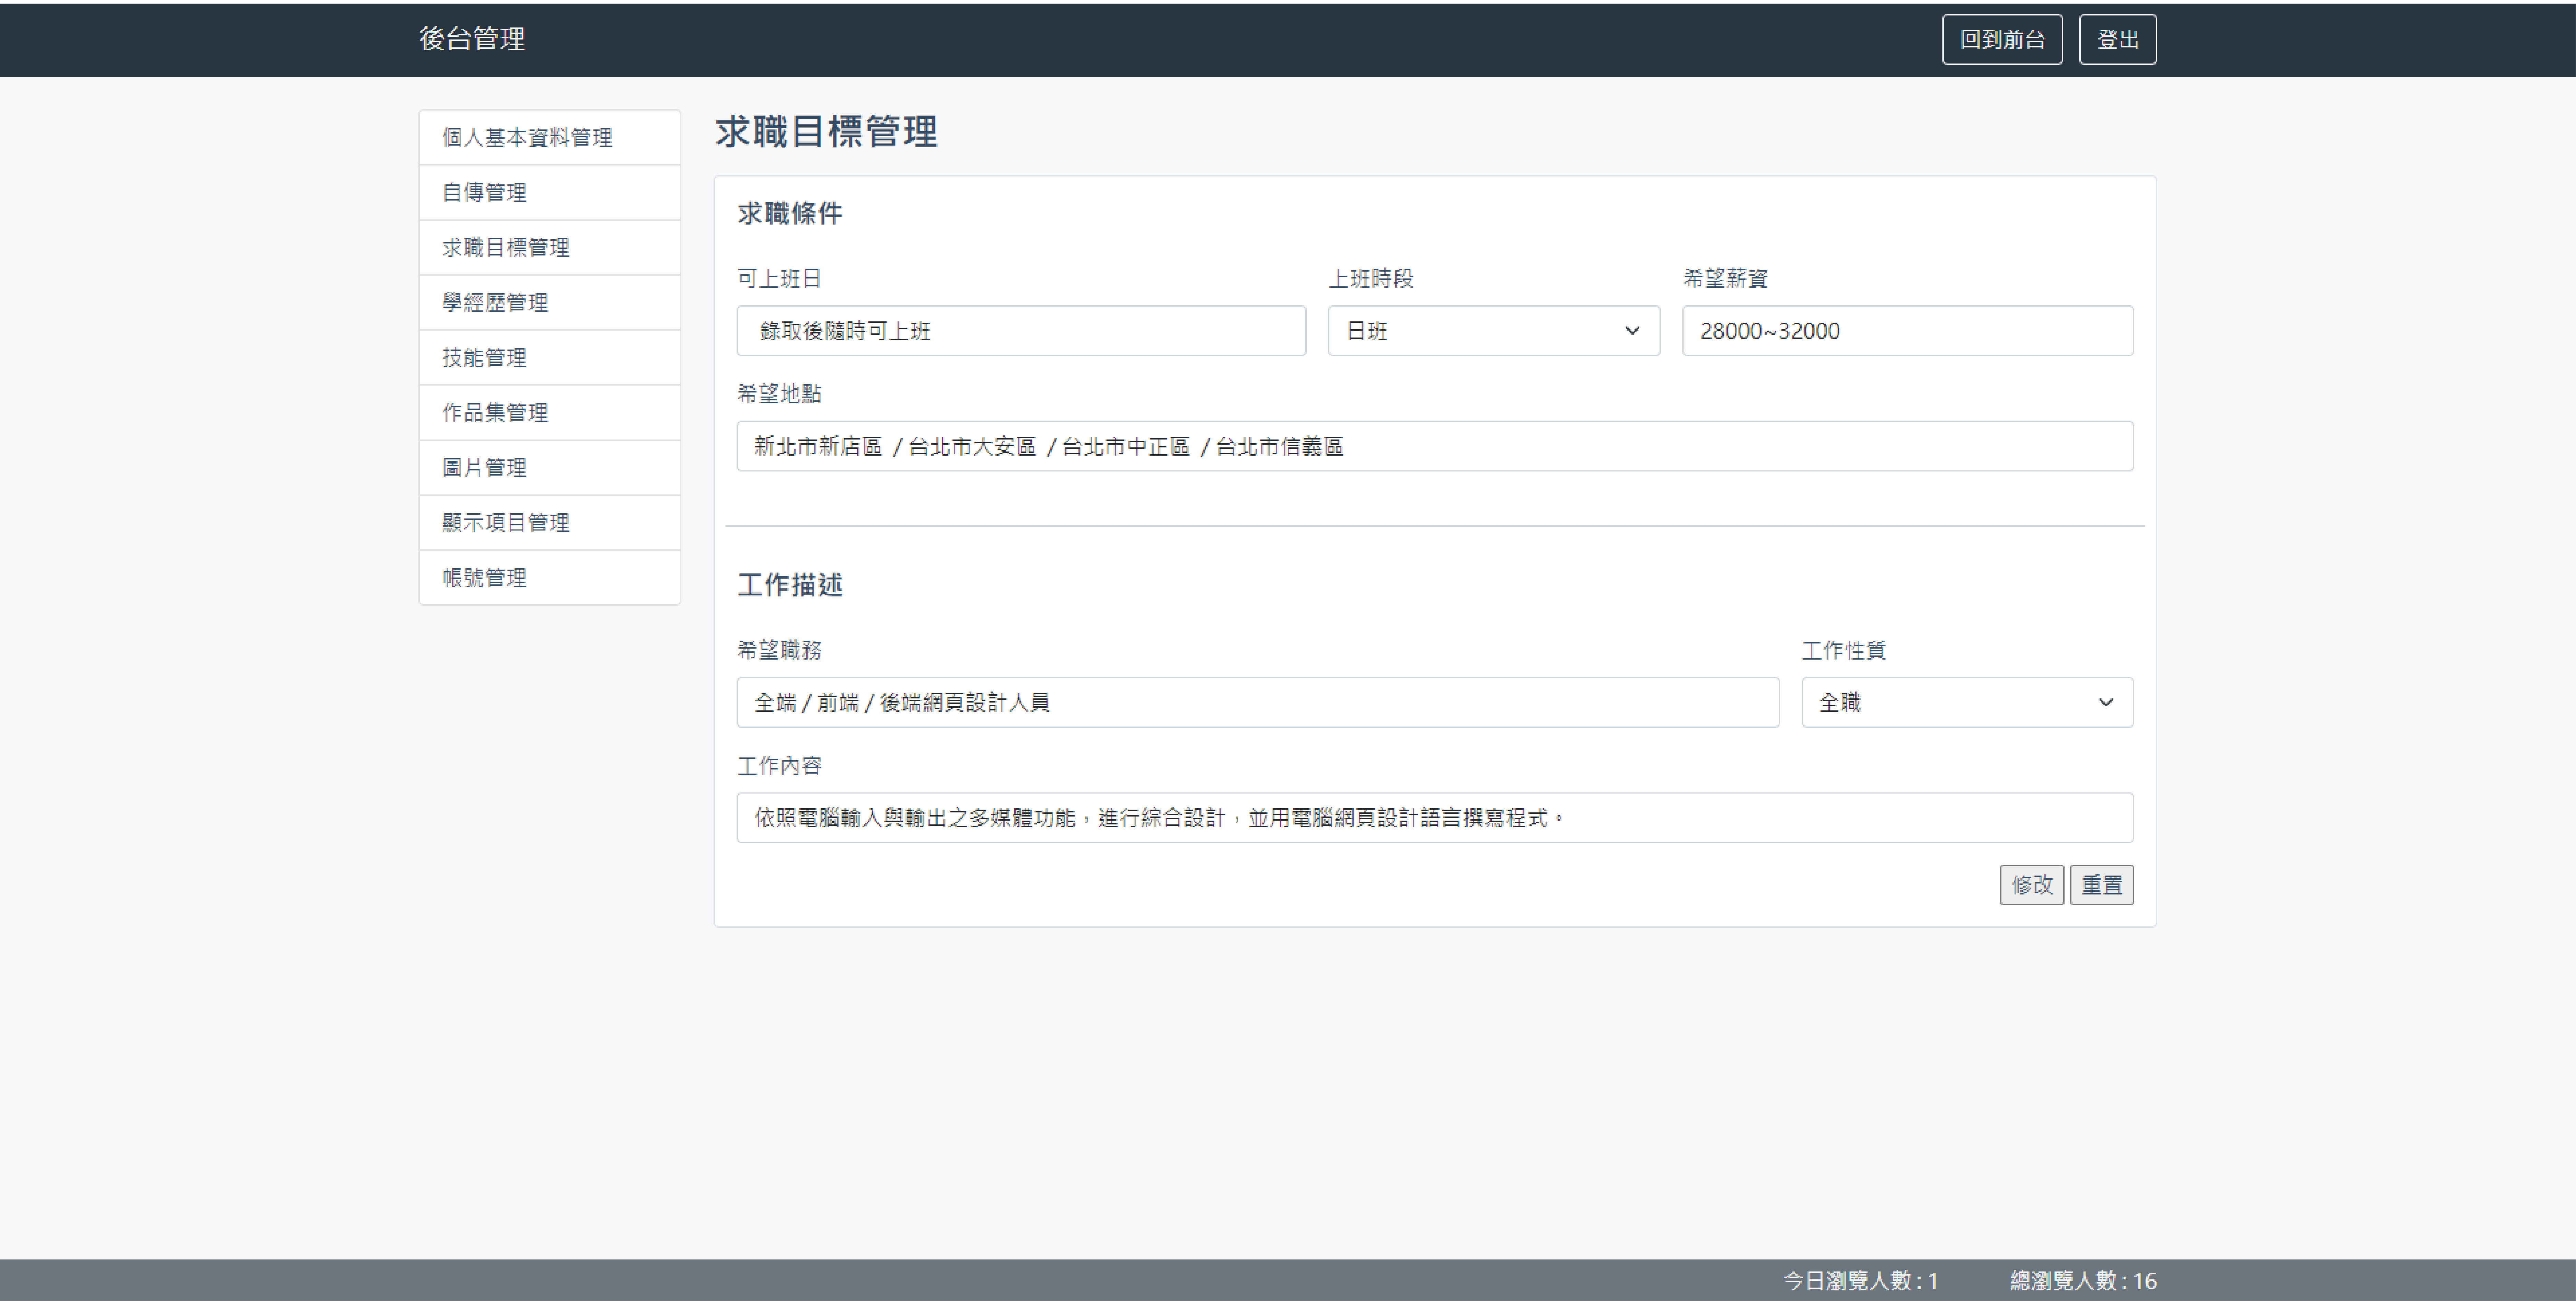 後台管理
回到前台
登出
個人基本資料管理
自傳管理
求職目標管理
學經歷管理
技能管理
作品集管理
圖片管理
顯示項目管理
帳號管理
求職目標管理
求職條件
可上班日
上班時段
希望薪資
錄取後隨時可上班
日班
28000~32000
希望地點
新北市新店區 / 台北市大安區 / 台北市中正區 / 台北市信義區
工作描述
希望職務
工作性質
全端 / 前端 / 後端網頁設計人員
全職
工作內容
依照電腦輸入與輸出之多媒體功能，進行綜合設計，並用電腦網頁設計語言撰寫程式。
修改
重置
今日瀏覽人數 : 1
總瀏覽人數 : 16